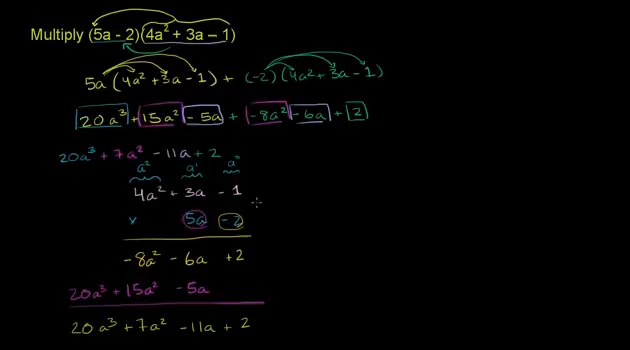 Multiply (5a - 2)(4a² + 3a - 1)
5a (4a² + 3a - 1) + (-2) (4a² + 3a - 1)
20a³ + 15a² - 5a + -8a² - 6a + 2
20a³ + 7a² - 11a + 2
a² a¹ a⁰
4a² + 3a - 1
x 5a - 2
-8a² - 6a + 2
20a³ + 15a² - 5a
20a³ + 7a² - 11a + 2